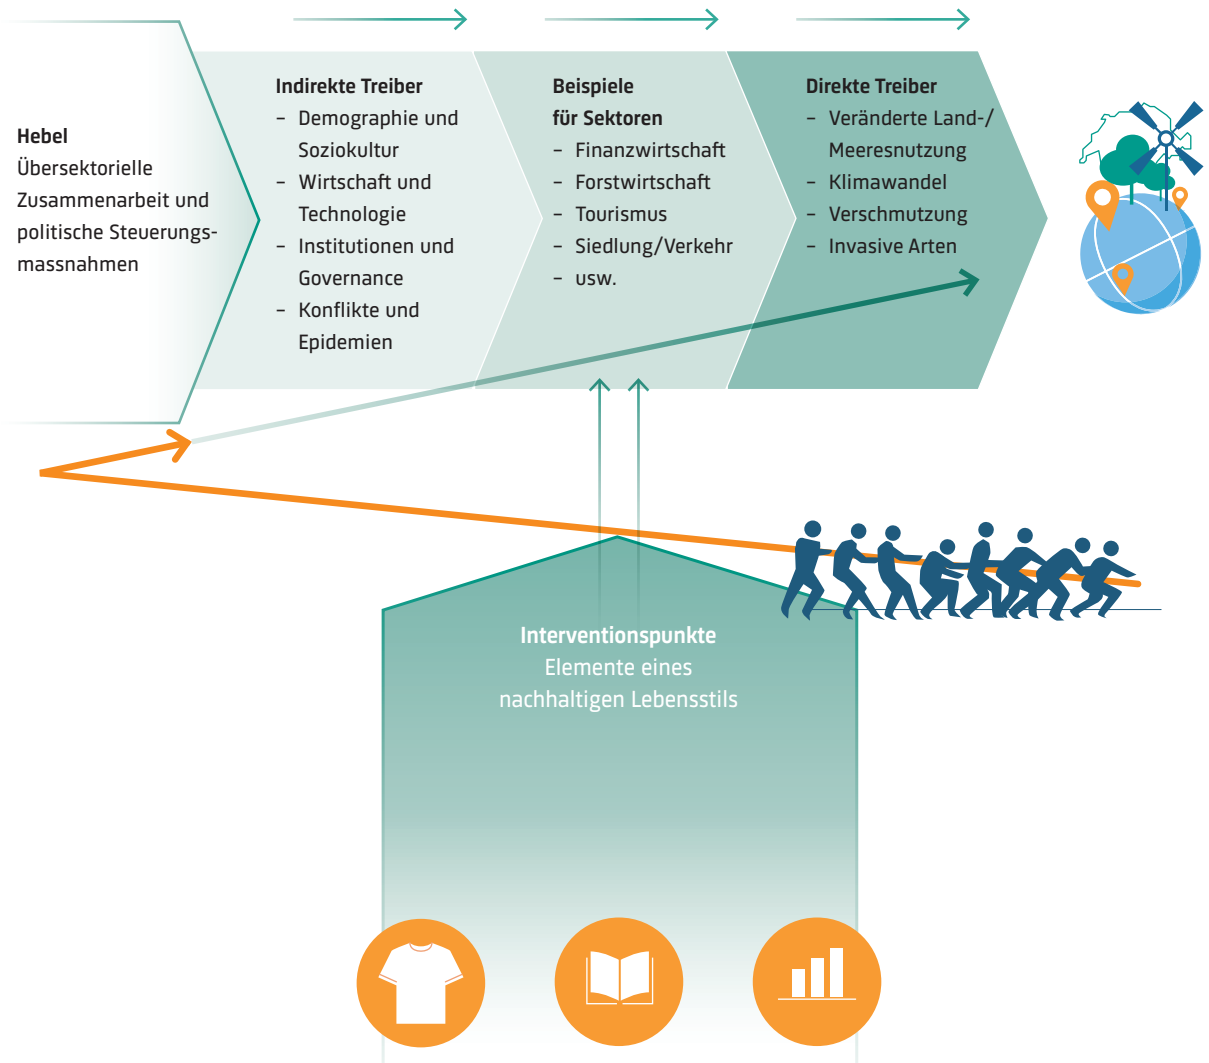 Hebel
Übersektorielle
Zusammenarbeit und
politische Steuerungs-
massnahmen
Indirekte Treiber
– Demographie und
Soziokultur
– Wirtschaft und
Technologie
– Institutionen und
Governance
– Konflikte und
Epidemien
Beispiele
für Sektoren
– Finanzwirtschaft
– Forstwirtschaft
– Tourismus
– Siedlung/Verkehr
– usw.
Direkte Treiber
– Veränderte Land-/
Meeresnutzung
– Klimawandel
– Verschmutzung
– Invasive Arten
Interventionspunkte
Elemente eines
nachhaltigen Lebensstils